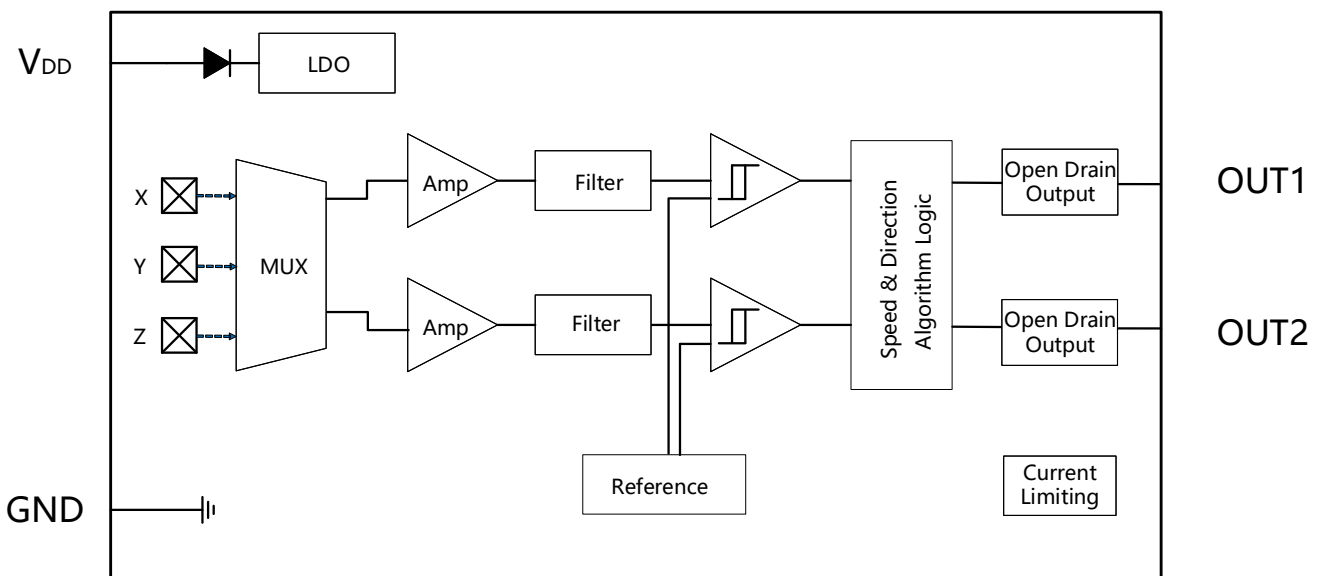 VDD
LDO
X
Y
Z
MUX
Amp
Filter
Amp
Filter
Reference
Speed & Direction
Algorithm Logic
Open Drain
Output
Open Drain
Output
Current
Limiting
OUT1
OUT2
GND